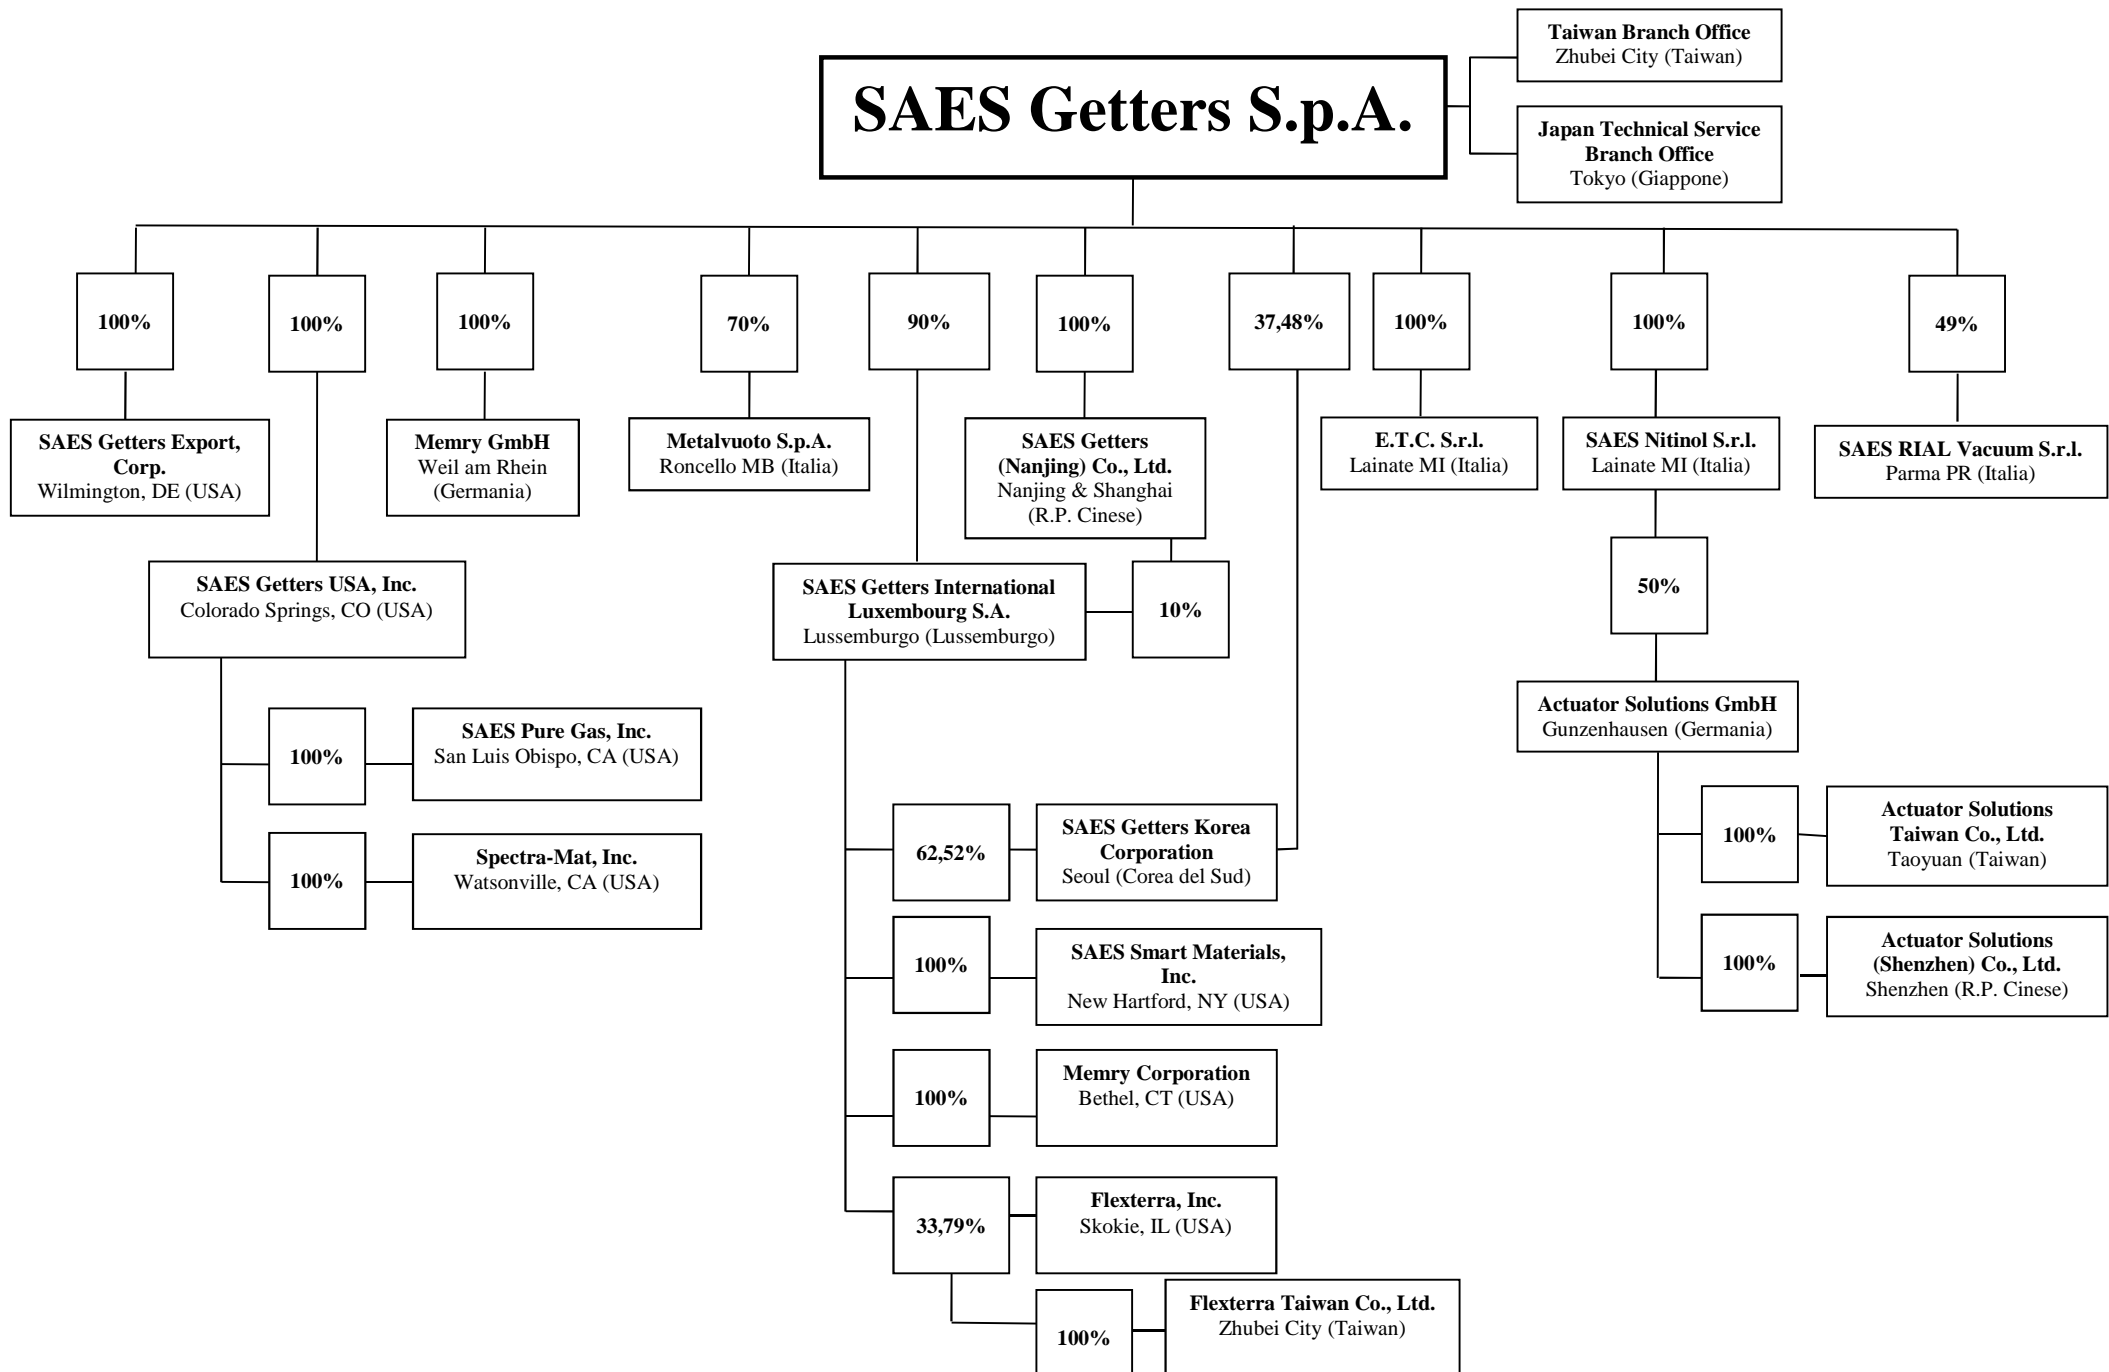 Taiwan Branch Office
Zhubei City (Taiwan)
SAES Getters S.p.A.
Japan Technical Service
Branch Office
Tokyo (Giappone)
100%
100%
100%
70%
90%
100%
37,48%
100%
100%
49%
SAES Getters Export,
Corp.
Wilmington, DE (USA)
Memry GmbH
Weil am Rhein
(Germania)
Metalvuoto S.p.A.
Roncello MB (Italia)
SAES Getters
(Nanjing) Co., Ltd.
Nanjing & Shanghai
(R.P. Cinese)
E.T.C. S.r.l.
Lainate MI (Italia)
SAES Nitinol S.r.l.
Lainate MI (Italia)
SAES RIAL Vacuum S.r.l.
Parma PR (Italia)
SAES Getters USA, Inc.
Colorado Springs, CO (USA)
SAES Getters International
Luxembourg S.A.
Lussemburgo (Lussemburgo)
10%
50%
Actuator Solutions GmbH
Gunzenhausen (Germania)
100%
SAES Pure Gas, Inc.
San Luis Obispo, CA (USA)
100%
Spectra-Mat, Inc.
Watsonville, CA (USA)
62,52%
SAES Getters Korea
Corporation
Seoul (Corea del Sud)
100%
Actuator Solutions
Taiwan Co., Ltd.
Taoyuan (Taiwan)
100%
SAES Smart Materials,
Inc.
New Hartford, NY (USA)
100%
Actuator Solutions
(Shenzhen) Co., Ltd.
Shenzhen (R.P. Cinese)
100%
Memry Corporation
Bethel, CT (USA)
33,79%
Flexterra, Inc.
Skokie, IL (USA)
100%
Flexterra Taiwan Co., Ltd.
Zhubei City (Taiwan)